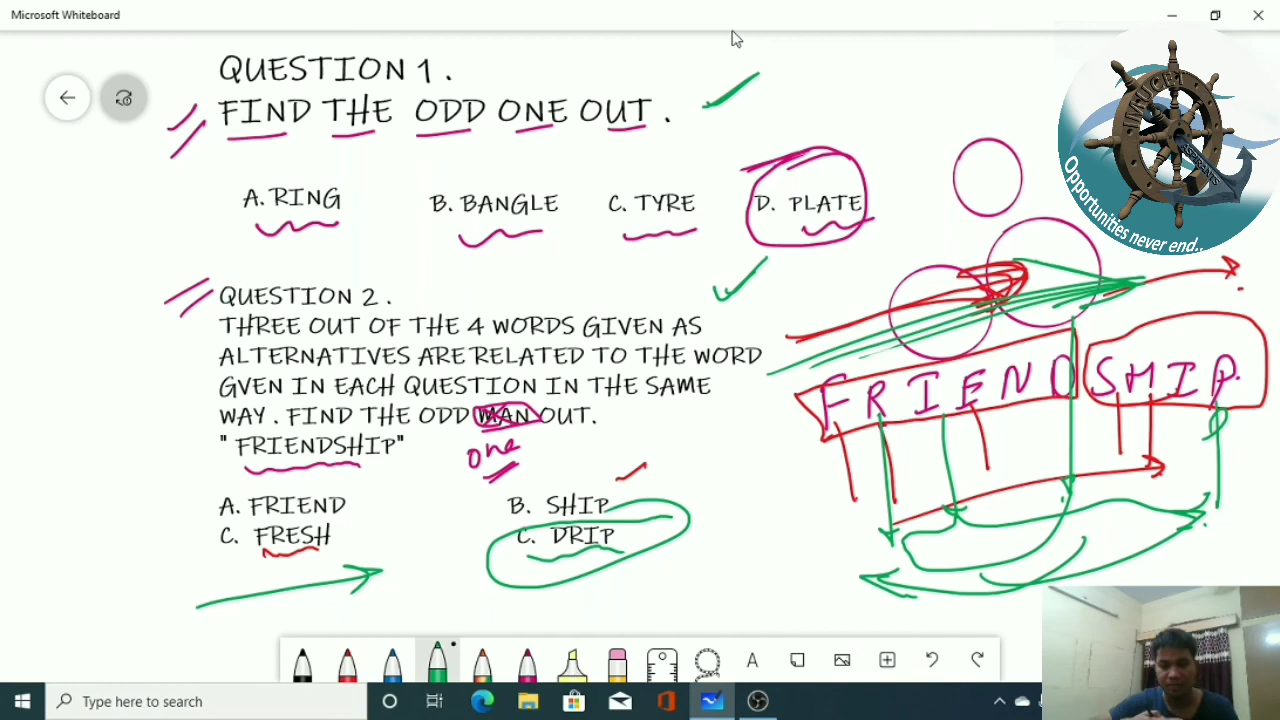 Microsoft Whiteboard
QUESTION 1.
FIND THE ODD ONE OUT.
A. RING
B. BANGLE
C. TYRE
D. PLATE
QUESTION 2.
THREE OUT OF THE 4 WORDS GIVEN AS
ALTERNATIVES ARE RELATED TO THE WORD
GVEN IN EACH QUESTION IN THE SAME
WAY. FIND THE ODD MAN OUT.
one
"FRIENDSHIP"
A. FRIEND
B. SHIP
C. FRESH
C. DRIP
FRIENDSHIP
P
ASPIRANTS
Opportunities never end..
A
Type here to search